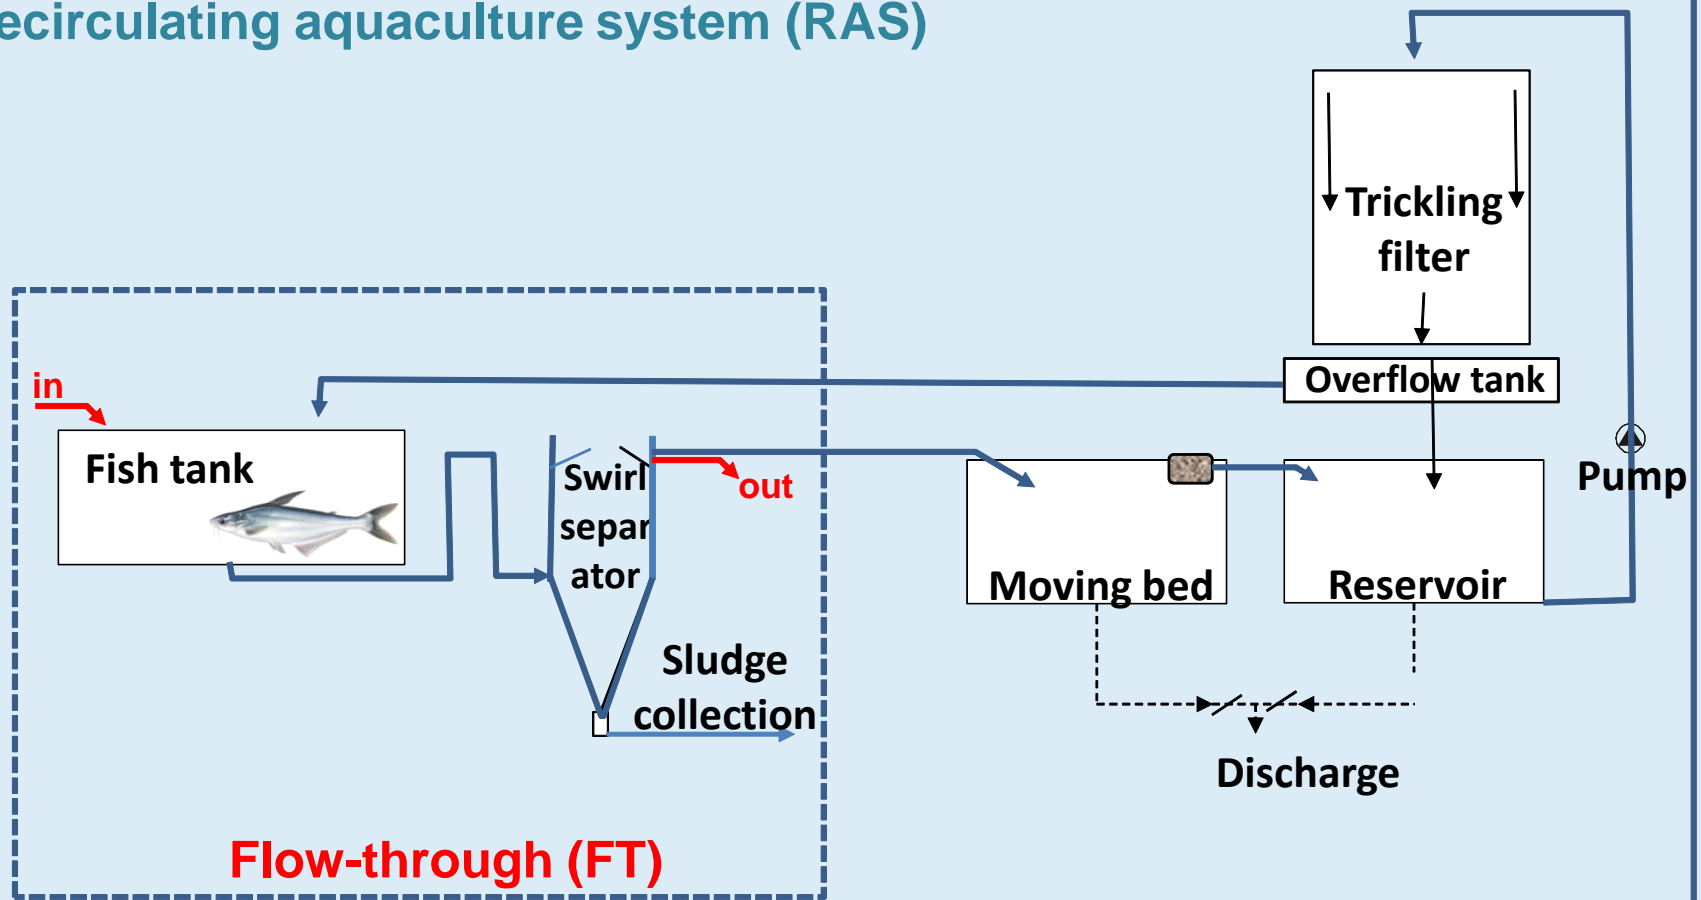 ecirculating aquaculture system (RAS)
Trickling
filter
Overflow tank
in
Fish tank
Swirl
separ
ator
out
Pump
Moving bed
Reservoir
Sludge
collection
Discharge
Flow-through (FT)